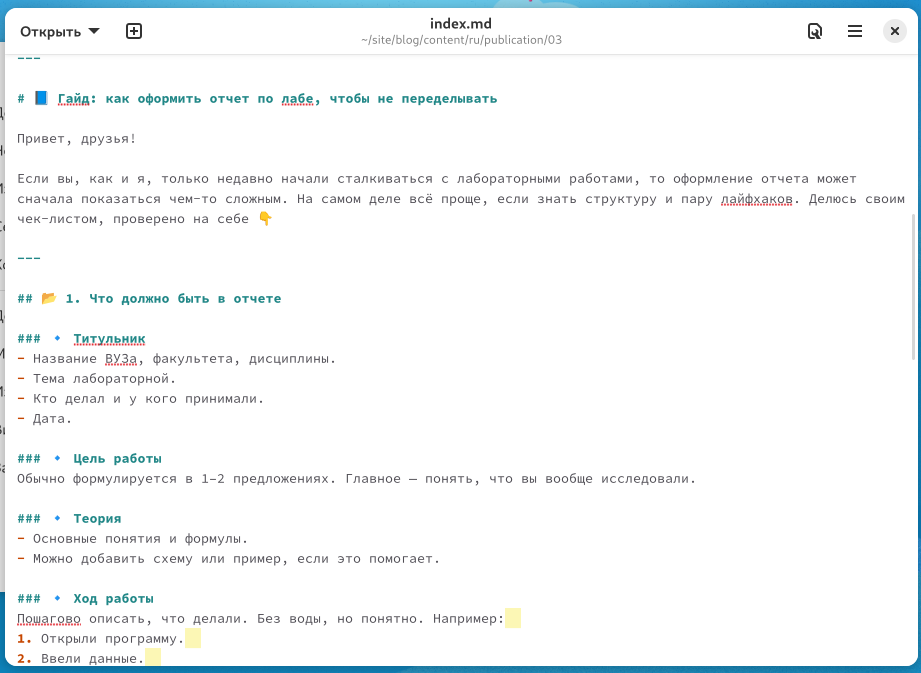 Открыть
index.md
~/site/blog/content/ru/publication/03
---
# 📘 Гайд: как оформить отчет по лабе, чтобы не переделывать
Привет, друзья!
Если вы, как и я, только недавно начали сталкиваться с лабораторными работами, то оформление отчета может
сначала показаться чем-то сложным. На самом деле всё проще, если знать структуру и пару лайфхаков. Делюсь своим
чек-листом, проверено на себе 👇
---
## 📂 1. Что должно быть в отчете
### 🔹 Титульник
- Название ВУЗа, факультета, дисциплины.
- Тема лабораторной.
- Кто делал и у кого принимали.
- Дата.
### 🔹 Цель работы
Обычно формулируется в 1–2 предложениях. Главное — понять, что вы вообще исследовали.
### 🔹 Теория
- Основные понятия и формулы.
- Можно добавить схему или пример, если это помогает.
### 🔹 Ход работы
Пошагово описать, что делали. Без воды, но понятно. Например:
1. Открыли программу.
2. Ввели данные.